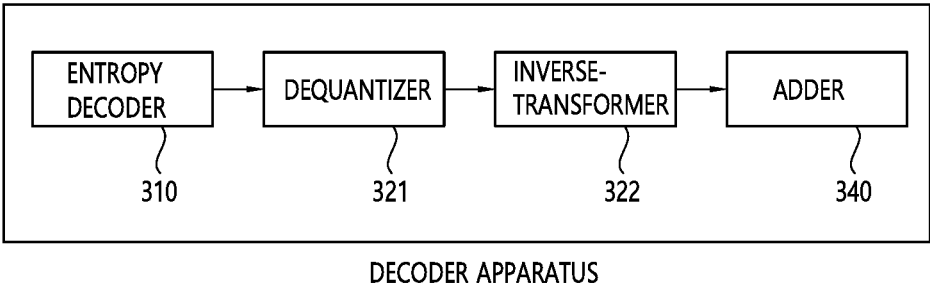 ENTROPY
DECODER
DEQUANTIZER
INVERSE-
TRANSFORMER
ADDER
310
321
322
340
DECODER APPARATUS